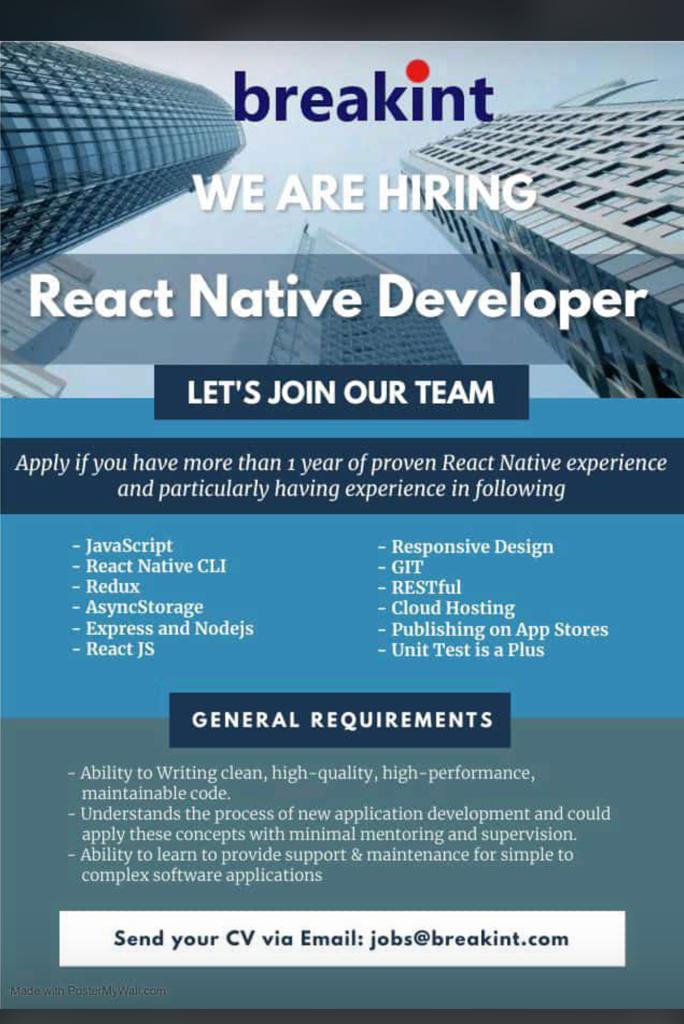 breakint
WE ARE HIRING
React Native Developer
LET'S JOIN OUR TEAM
Apply if you have more than 1 year of proven React Native experience
and particularly having experience in following
- JavaScript
- React Native CLI
- Redux
- AsyncStorage
- Express and Nodejs
- React JS
- Responsive Design
- GIT
- RESTful
- Cloud Hosting
- Publishing on App Stores
- Unit Test is a Plus
GENERAL REQUIREMENTS
- Ability to Writing clean, high-quality, high-performance,
maintainable code.
- Understands the process of new application development and could
apply these concepts with minimal mentoring and supervision.
- Ability to learn to provide support & maintenance for simple to
complex software applications
Send your CV via Email: jobs@breakint.com
Made with PosterMyWall.com